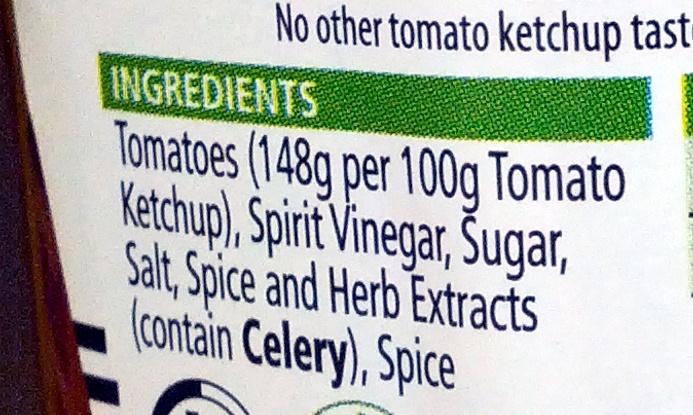 No other tomato ketchup tast
INGREDIENTS
Tomatoes (148g per 100g Tomato
Ketchup), Spirit Vinegar, Sugar,
Salt, Spice and Herb Extracts
(contain Celery), Spice